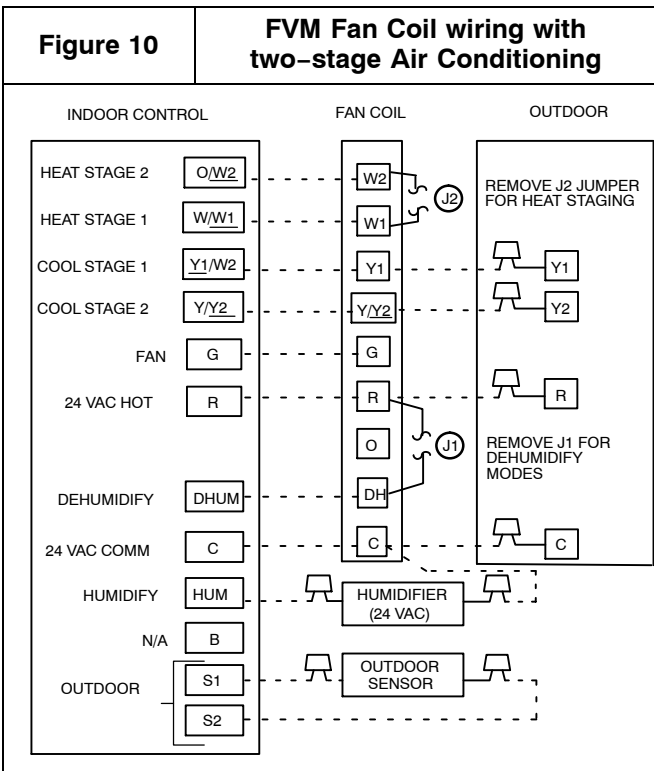 Figure 10
FVM Fan Coil wiring with
two-stage Air Conditioning
INDOOR CONTROL
FAN COIL
OUTDOOR
HEAT STAGE 2
O/W2
W2
J2
REMOVE J2 JUMPER
FOR HEAT STAGING
HEAT STAGE 1
W/W1
W1
COOL STAGE 1
Y1/W2
Y1
Y1
COOL STAGE 2
Y/Y2
Y/Y2
Y2
FAN
G
G
24 VAC HOT
R
R
R
O
J1
REMOVE J1 FOR
DEHUMIDIFY
MODES
DEHUMIDIFY
DHUM
DH
24 VAC COMM
C
C
C
HUMIDIFY
HUM
HUMIDIFIER
(24 VAC)
N/A
B
OUTDOOR
S1
OUTDOOR
SENSOR
S2